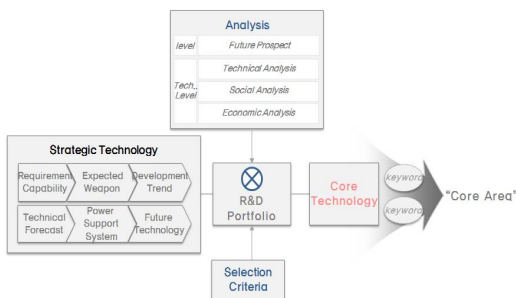 Analysis
level
Future Prospect
Technical Analysis
Tech,.
Level
Social Analysis
Economic Analysis
Strategic Technology
Requirement
Capability
Expected
Weapon
Development
Trend
Technical
Forecast
Power
Support
System
Future
Technology
R&D
Portfolio
Core
Technology
keyword
keyword
"Core Area"
Selection
Criteria